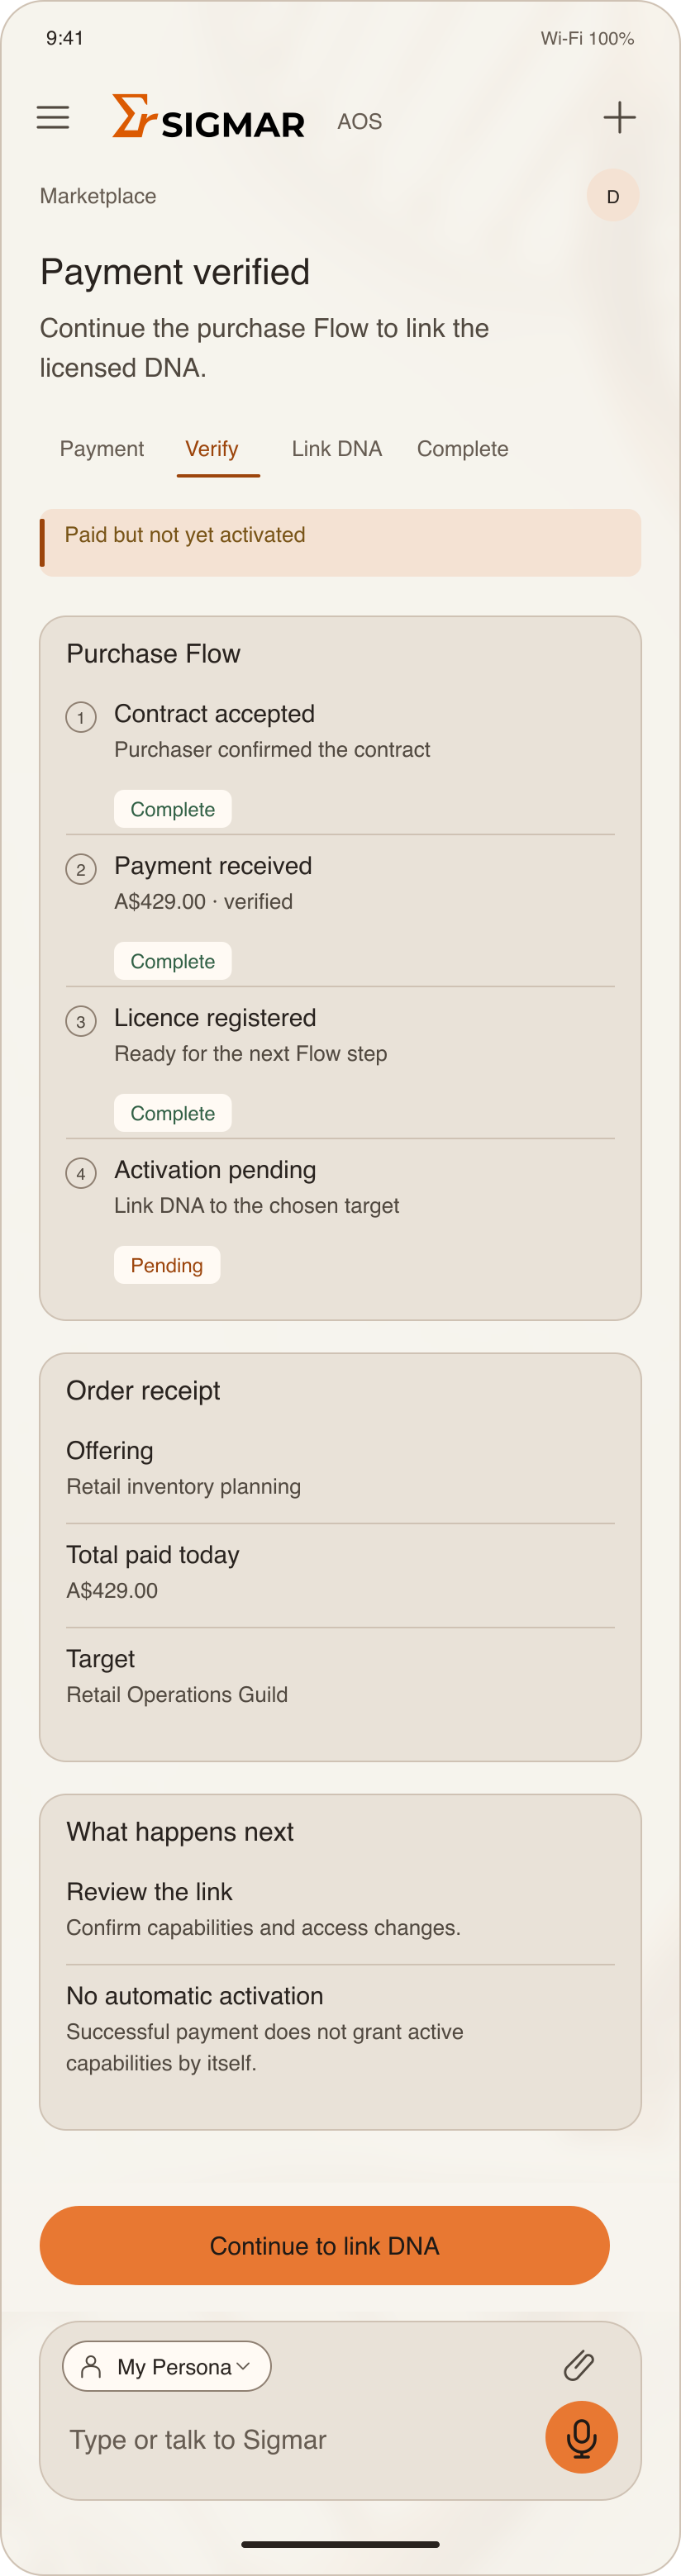 9:41
Wi-Fi 100%
Σr SIGMAR AOS
Marketplace
D
Payment verified
Continue the purchase Flow to link the
licensed DNA.
Payment Verify Link DNA Complete
Paid but not yet activated
Purchase Flow
1 Contract accepted
Purchaser confirmed the contract
Complete
2 Payment received
A$429.00 · verified
Complete
3 Licence registered
Ready for the next Flow step
Complete
4 Activation pending
Link DNA to the chosen target
Pending
Order receipt
Offering
Retail inventory planning
Total paid today
A$429.00
Target
Retail Operations Guild
What happens next
Review the link
Confirm capabilities and access changes.
No automatic activation
Successful payment does not grant active
capabilities by itself.
Continue to link DNA
My Persona
Type or talk to Sigmar